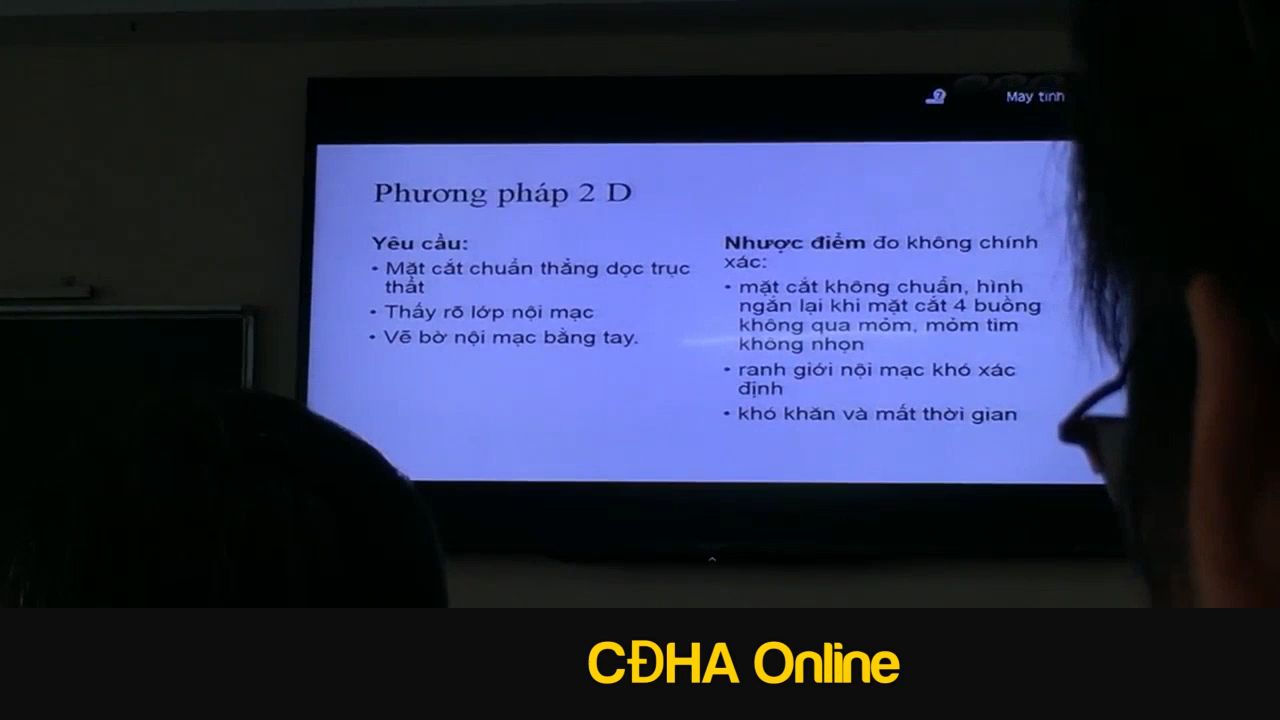 May tính
Phương pháp 2 D
Yêu cầu:
• Mặt cắt chuẩn thẳng dọc trục
thất
• Thấy rõ lớp nội mạc
• Vẽ bờ nội mạc bằng tay.
Nhược điểm đo không chính
xác:
• mặt cắt không chuẩn, hình
ngắn lại khi mặt cắt 4 buồng
không qua mỏm, mỏm tim
không nhọn
• ranh giới nội mạc khó xác
định
• khó khăn và mất thời gian
CĐHA Online